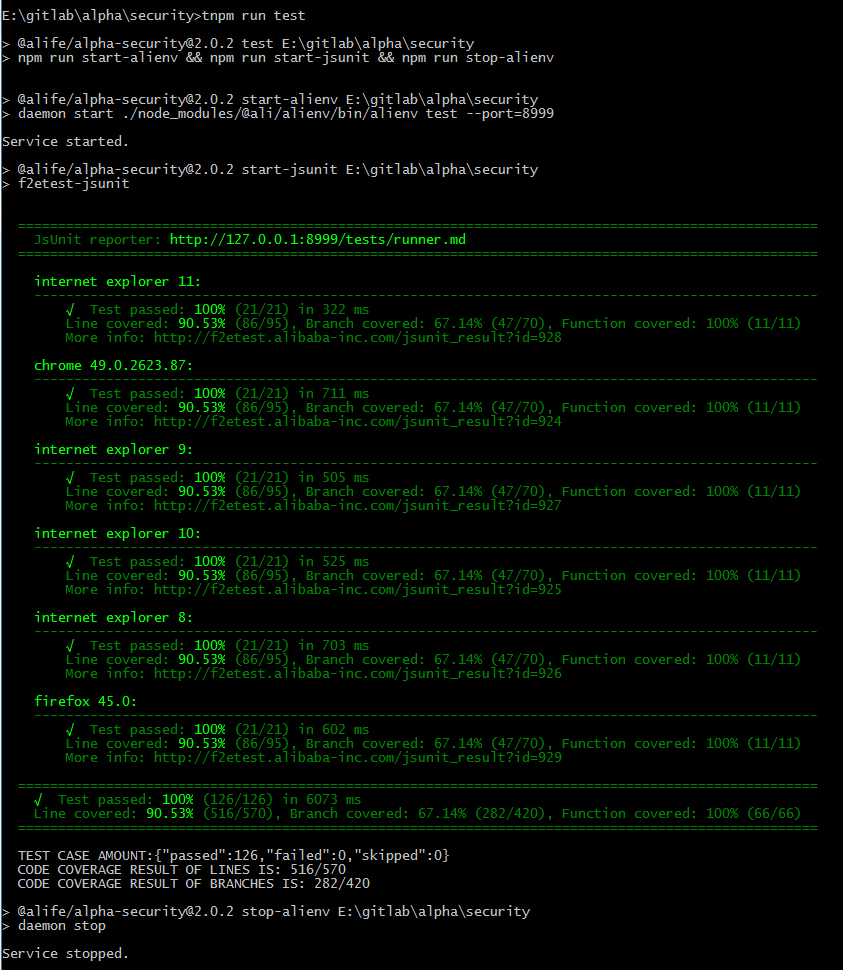 E:\gitlab\alpha\security>tnpm run test
> @alife/alpha-security@2.0.2 test E:\gitlab\alpha\security
> npm run start-alienv && npm run start-jsunit && npm run stop-alienv
> @alife/alpha-security@2.0.2 start-alienv E:\gitlab\alpha\security
> daemon start ./node_modules/@ali/alienv/bin/alienv test --port=8999
Service started.
> @alife/alpha-security@2.0.2 start-jsunit E:\gitlab\alpha\security
> f2etest-jsunit
JsUnit reporter: http://127.0.0.1:8999/tests/runner.md
internet explorer 11:
√ Test passed: 100% (21/21) in 322 ms
Line covered: 90.53% (86/95), Branch covered: 67.14% (47/70), Function covered: 100% (11/11)
More info: http://f2etest.alibaba-inc.com/jsunit_result?id=928
chrome 49.0.2623.87:
√ Test passed: 100% (21/21) in 711 ms
Line covered: 90.53% (86/95), Branch covered: 67.14% (47/70), Function covered: 100% (11/11)
More info: http://f2etest.alibaba-inc.com/jsunit_result?id=924
internet explorer 9:
√ Test passed: 100% (21/21) in 505 ms
Line covered: 90.53% (86/95), Branch covered: 67.14% (47/70), Function covered: 100% (11/11)
More info: http://f2etest.alibaba-inc.com/jsunit_result?id=927
internet explorer 10:
√ Test passed: 100% (21/21) in 525 ms
Line covered: 90.53% (86/95), Branch covered: 67.14% (47/70), Function covered: 100% (11/11)
More info: http://f2etest.alibaba-inc.com/jsunit_result?id=925
internet explorer 8:
√ Test passed: 100% (21/21) in 703 ms
Line covered: 90.53% (86/95), Branch covered: 67.14% (47/70), Function covered: 100% (11/11)
More info: http://f2etest.alibaba-inc.com/jsunit_result?id=926
firefox 45.0:
√ Test passed: 100% (21/21) in 602 ms
Line covered: 90.53% (86/95), Branch covered: 67.14% (47/70), Function covered: 100% (11/11)
More info: http://f2etest.alibaba-inc.com/jsunit_result?id=929
√ Test passed: 100% (126/126) in 6073 ms
Line covered: 90.53% (516/570), Branch covered: 67.14% (282/420), Function covered: 100% (66/66)
TEST CASE AMOUNT:{"passed":126,"failed":0,"skipped":0}
CODE COVERAGE RESULT OF LINES IS: 516/570
CODE COVERAGE RESULT OF BRANCHES IS: 282/420
> @alife/alpha-security@2.0.2 stop-alienv E:\gitlab\alpha\security
> daemon stop
Service stopped.